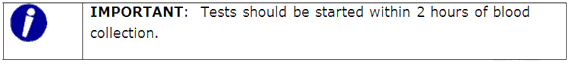 IMPORTANT:  Tests should be started within 2 hours of blood
collection.